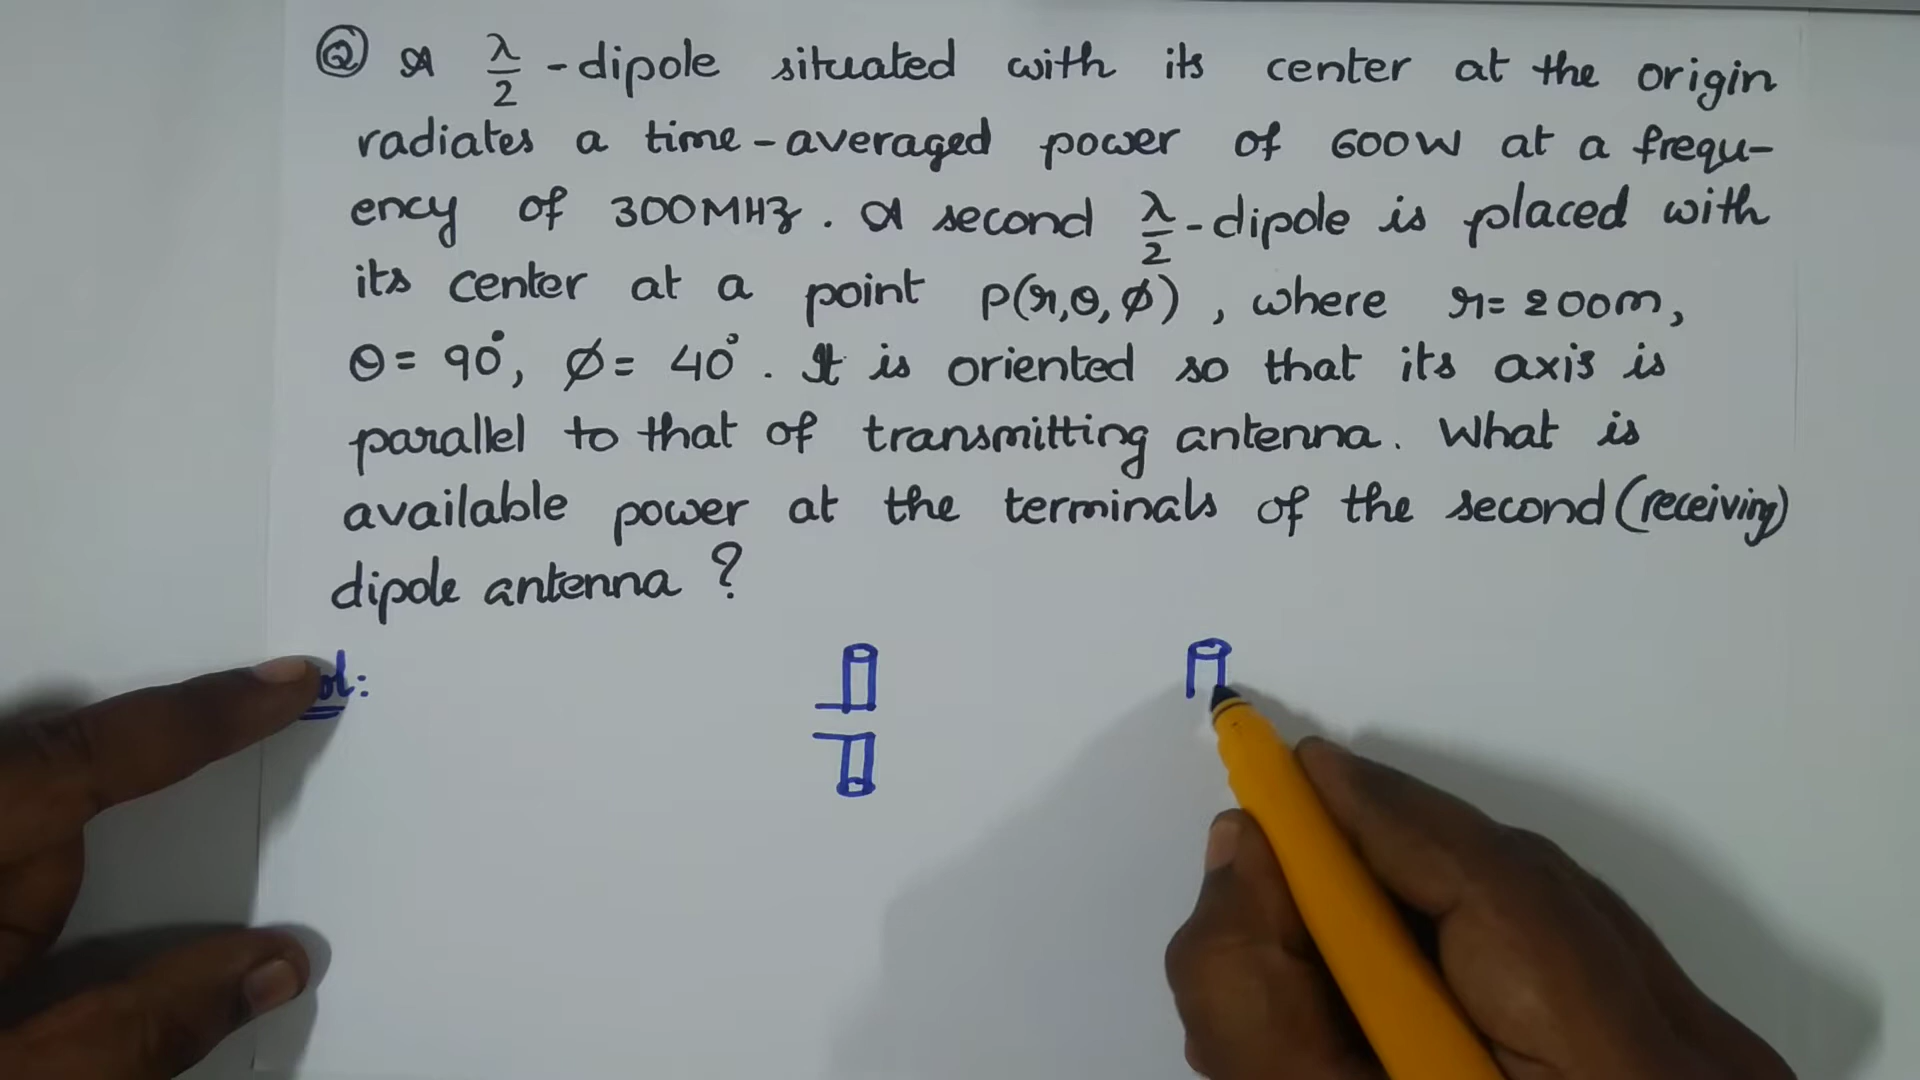 Q A λ/2 - dipole situated with its center at the origin
radiates a time-averaged power of 600W at a frequ-
ency of 300MHz. A second λ/2 - dipole is placed with
its center at a point P(r,θ,φ), where r = 200m,
θ = 90°, φ = 40°. It is oriented so that its axis is
parallel to that of transmitting antenna. What is
available power at the terminals of the second (receiving)
dipole antenna ?